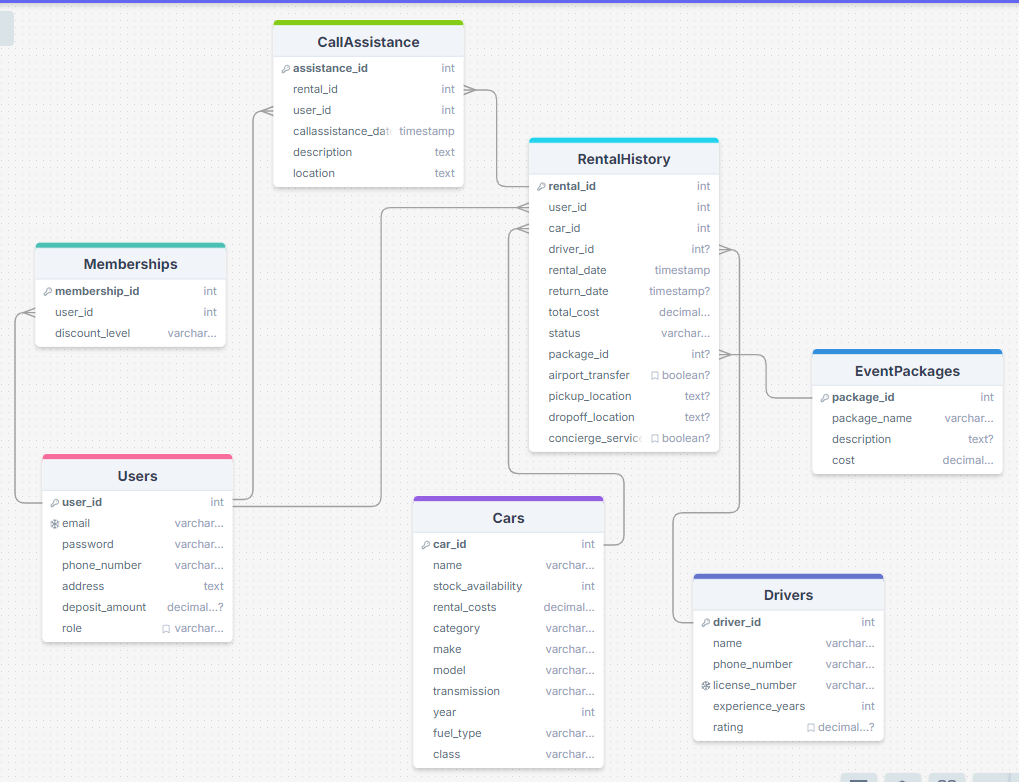 CallAssistance
assistance_id int
rental_id int
user_id int
callassistance_dat timestamp
description text
location text
RentalHistory
rental_id int
user_id int
car_id int
driver_id int?
rental_date timestamp
return_date timestamp?
total_cost decimal...
status varchar...
package_id int?
airport_transfer boolean?
pickup_location text?
dropoff_location text?
concierge_servic boolean?
Memberships
membership_id int
user_id int
discount_level varchar...
EventPackages
package_id int
package_name varchar...
description text?
cost decimal...
Users
user_id int
email varchar...
password varchar...
phone_number varchar...
address text
deposit_amount decimal...?
role varchar...
Cars
car_id int
name varchar...
stock_availability int
rental_costs decimal...
category varchar...
make varchar...
model varchar...
transmission varchar...
year int
fuel_type varchar...
class varchar...
Drivers
driver_id int
name varchar...
phone_number varchar...
license_number varchar...
experience_years int
rating decimal...?